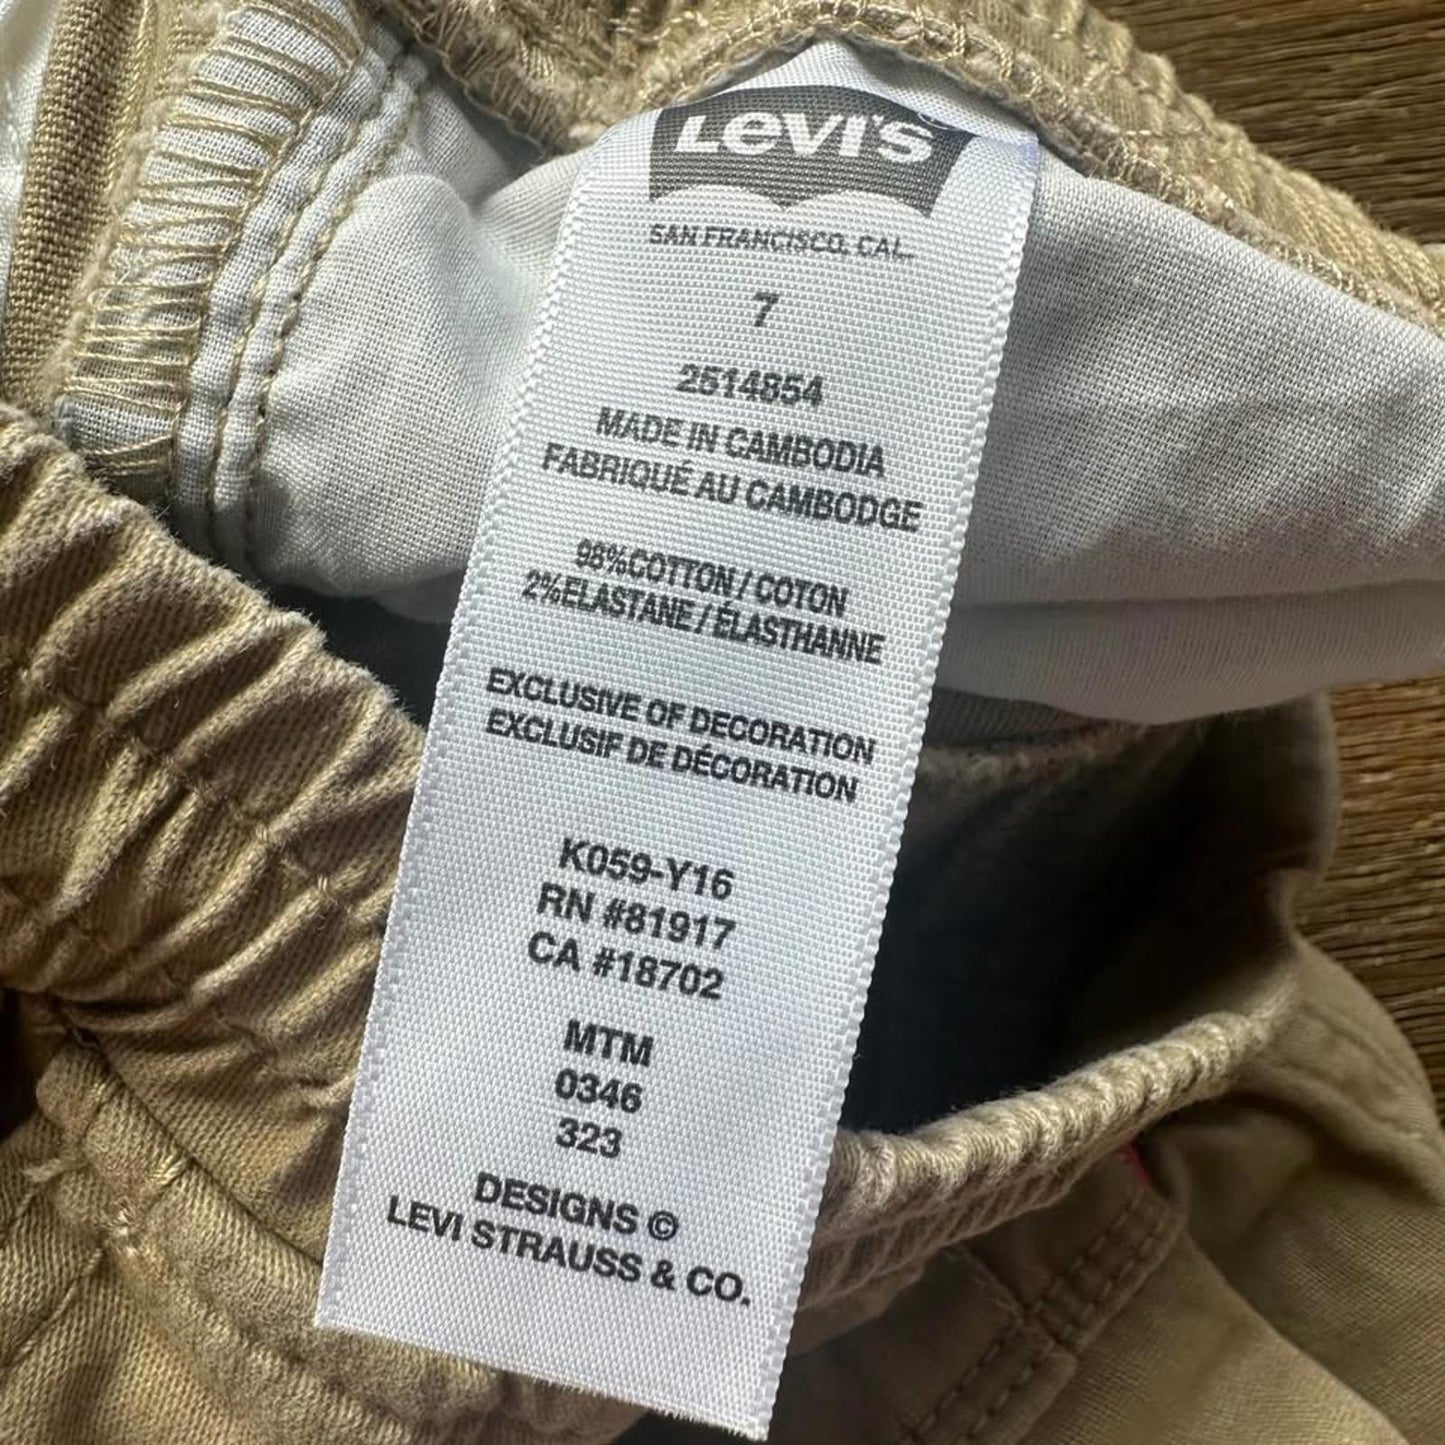 LEVI'S®
SAN FRANCISCO, CAL.
7
2514854
MADE IN CAMBODIA
FABRIQUÉ AU CAMBODGE
98%COTTON / COTON
2%ELASTANE / ÉLASTHANNE
EXCLUSIVE OF DECORATION
EXCLUSIF DE DÉCORATION
K059-Y16
RN #81917
CA #18702
MTM
0346
323
DESIGNS ©
LEVI STRAUSS & CO.